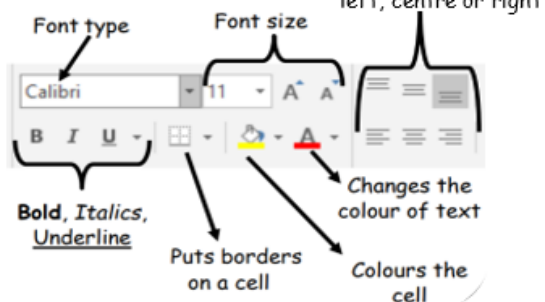 left, centre or right
Font type
Font size
Calibri
11
A A
B I U
A
Bold, Italics,
Underline
Changes the
colour of text
Puts borders
on a cell
Colours the
cell